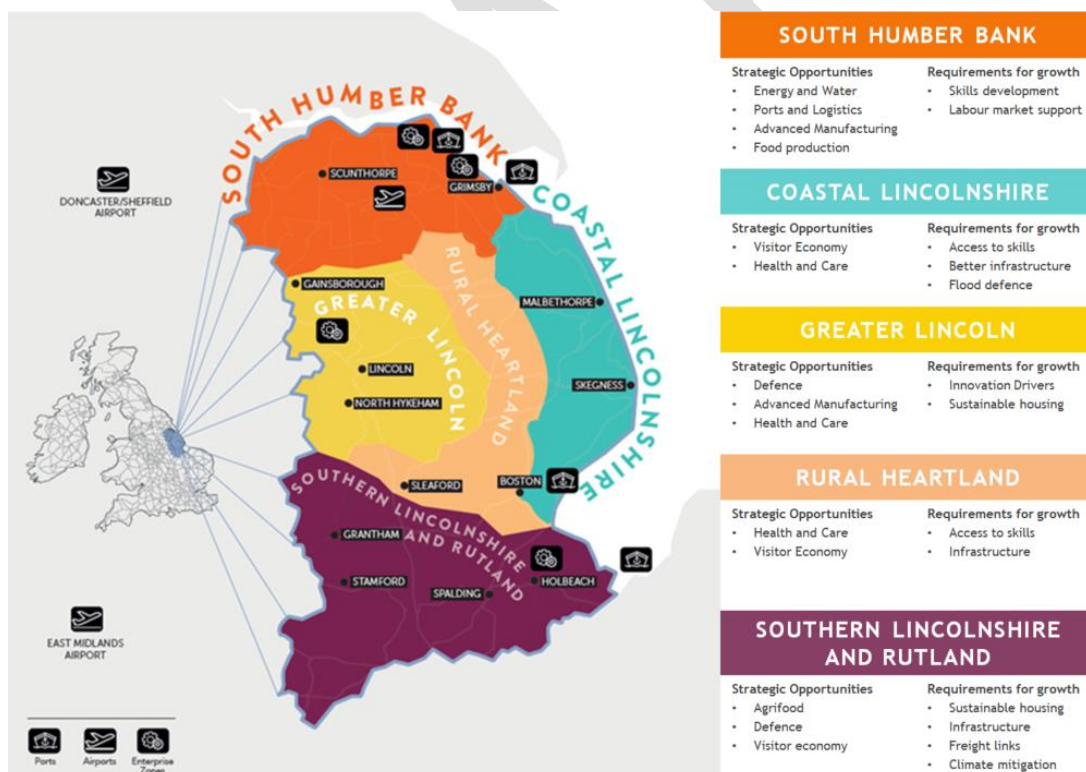 SOUTH HUMBER BANK
COASTAL LINCOLNSHIRE
RURAL HEARTLAND
GREATER LINCOLN
SOUTHERN LINCOLNSHIRE
AND RUTLAND
SCUNTHORPE
GRIMSBY
DONCASTER/SHEFFIELD
AIRPORT
GAINSBOROUGH
MALBETHORPE
LINCOLN
SKEGNESS
NORTH HYKEHAM
SLEAFORD
BOSTON
GRANTHAM
STAMFORD
SPALDING
HOLBEACH
EAST MIDLANDS
AIRPORT
Ports
Airports
Enterprise
Zones
SOUTH HUMBER BANK
Strategic Opportunities
• Energy and Water
• Ports and Logistics
• Advanced Manufacturing
• Food production
Requirements for growth
• Skills development
• Labour market support
COASTAL LINCOLNSHIRE
Strategic Opportunities
• Visitor Economy
• Health and Care
Requirements for growth
• Access to skills
• Better infrastructure
• Flood defence
GREATER LINCOLN
Strategic Opportunities
• Defence
• Advanced Manufacturing
• Health and Care
Requirements for growth
• Innovation Drivers
• Sustainable housing
RURAL HEARTLAND
Strategic Opportunities
• Health and Care
• Visitor Economy
Requirements for growth
• Access to skills
• Infrastructure
SOUTHERN LINCOLNSHIRE
AND RUTLAND
Strategic Opportunities
• Agrifood
• Defence
• Visitor economy
Requirements for growth
• Sustainable housing
• Infrastructure
• Freight links
• Climate mitigation